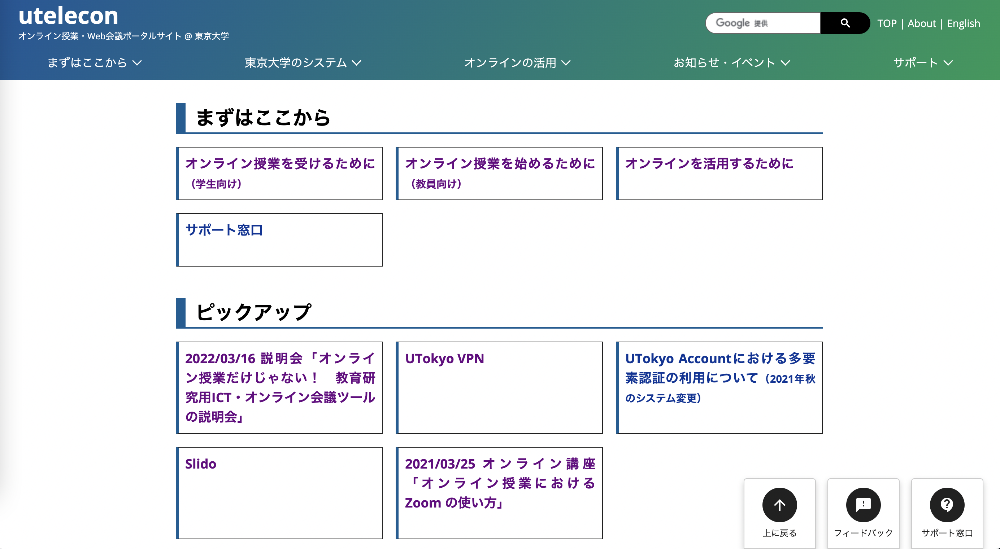 utelecon
オンライン授業・Web会議ポータルサイト @ 東京大学
Google 提供
TOP | About | English
まずはここから
東京大学のシステム
オンラインの活用
お知らせ・イベント
サポート
まずはここから
オンライン授業を受けるために
（学生向け）
オンライン授業を始めるために
（教員向け）
オンラインを活用するために
サポート窓口
ピックアップ
2022/03/16 説明会「オンライ
ン授業だけじゃない！　教育研
究用ICT・オンライン会議ツール
の説明会」
UTokyo VPN
UTokyo Accountにおける多要
素認証の利用について（2021年秋
のシステム変更）
Slido
2021/03/25 オンライン講座
「オンライン授業における
Zoom の使い方」
上に戻る
フィードバック
サポート窓口